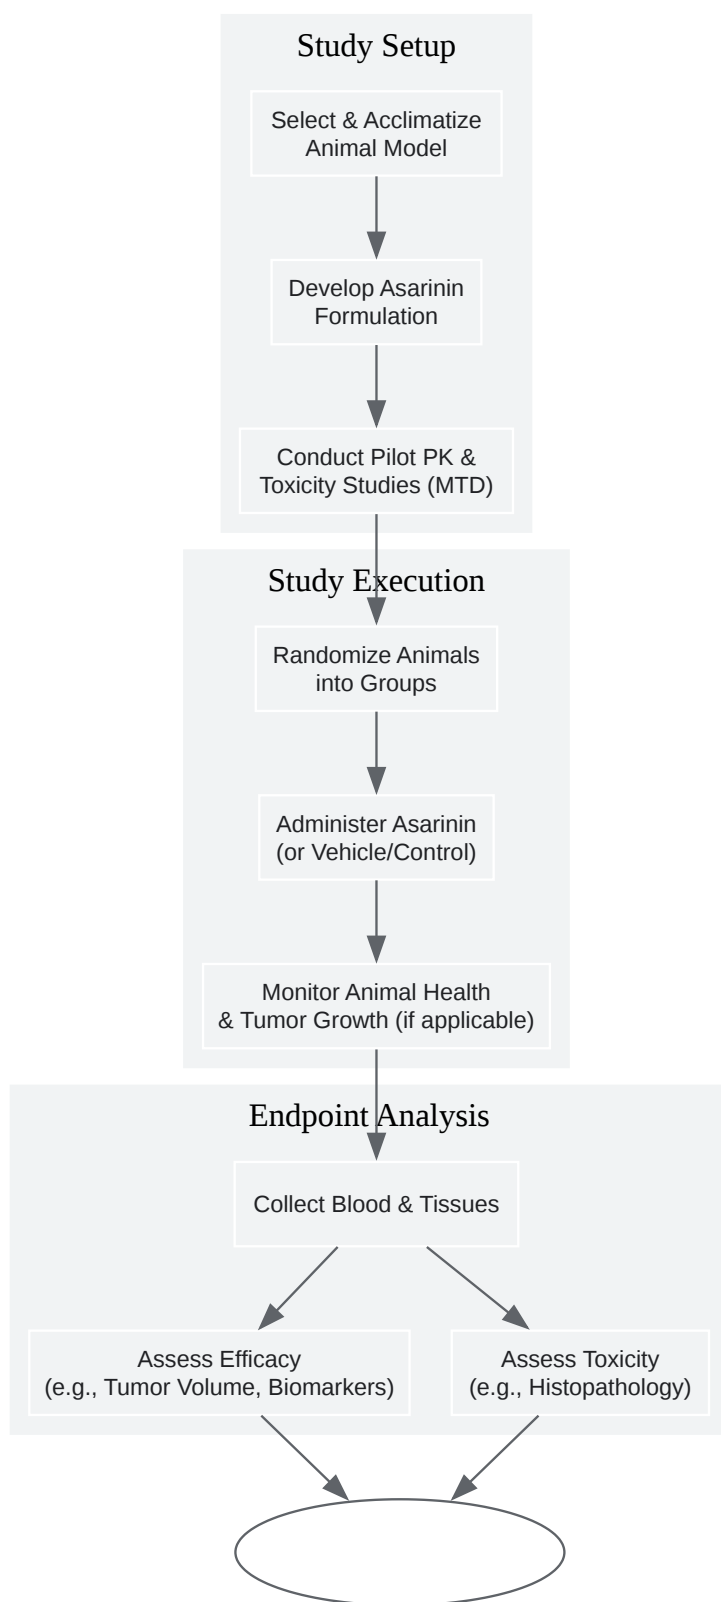 Study Setup
Select & Acclimatize
Animal Model
Develop Asarinin
Formulation
Conduct Pilot PK &
Toxicity Studies (MTD)
Study Execution
Randomize Animals
into Groups
Administer Asarinin
(or Vehicle/Control)
Monitor Animal Health
& Tumor Growth (if applicable)
Endpoint Analysis
Collect Blood & Tissues
Assess Efficacy
(e.g., Tumor Volume, Biomarkers)
Assess Toxicity
(e.g., Histopathology)